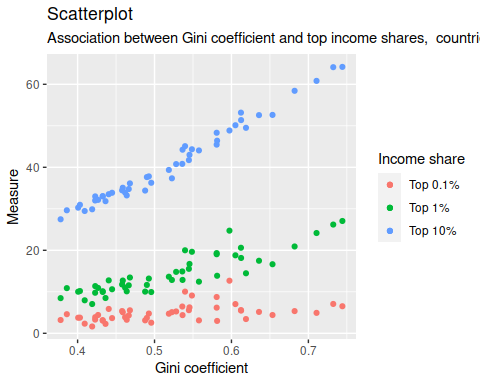 Scatterplot
Association between Gini coefficient and top income shares,
60
40
20
0
Measure
0.4 0.5 0.6 0.7
Gini coefficient
Income share
Top 0.1%
Top 1%
Top 10%